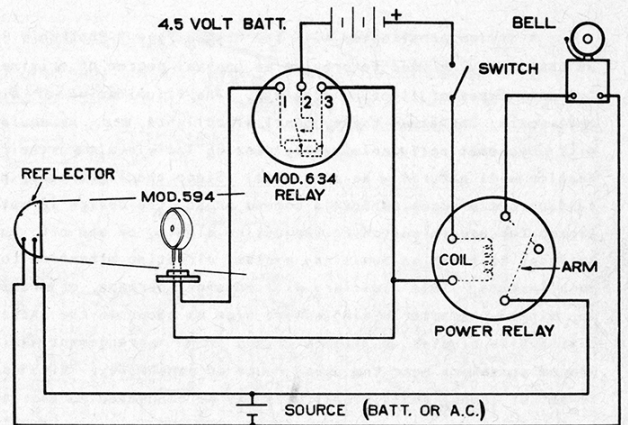 4.5 VOLT BATT.
+
BELL
SWITCH
1 2 3
MOD.634
RELAY
REFLECTOR
MOD.594
COIL
ARM
POWER RELAY
SOURCE (BATT. OR A.C.)